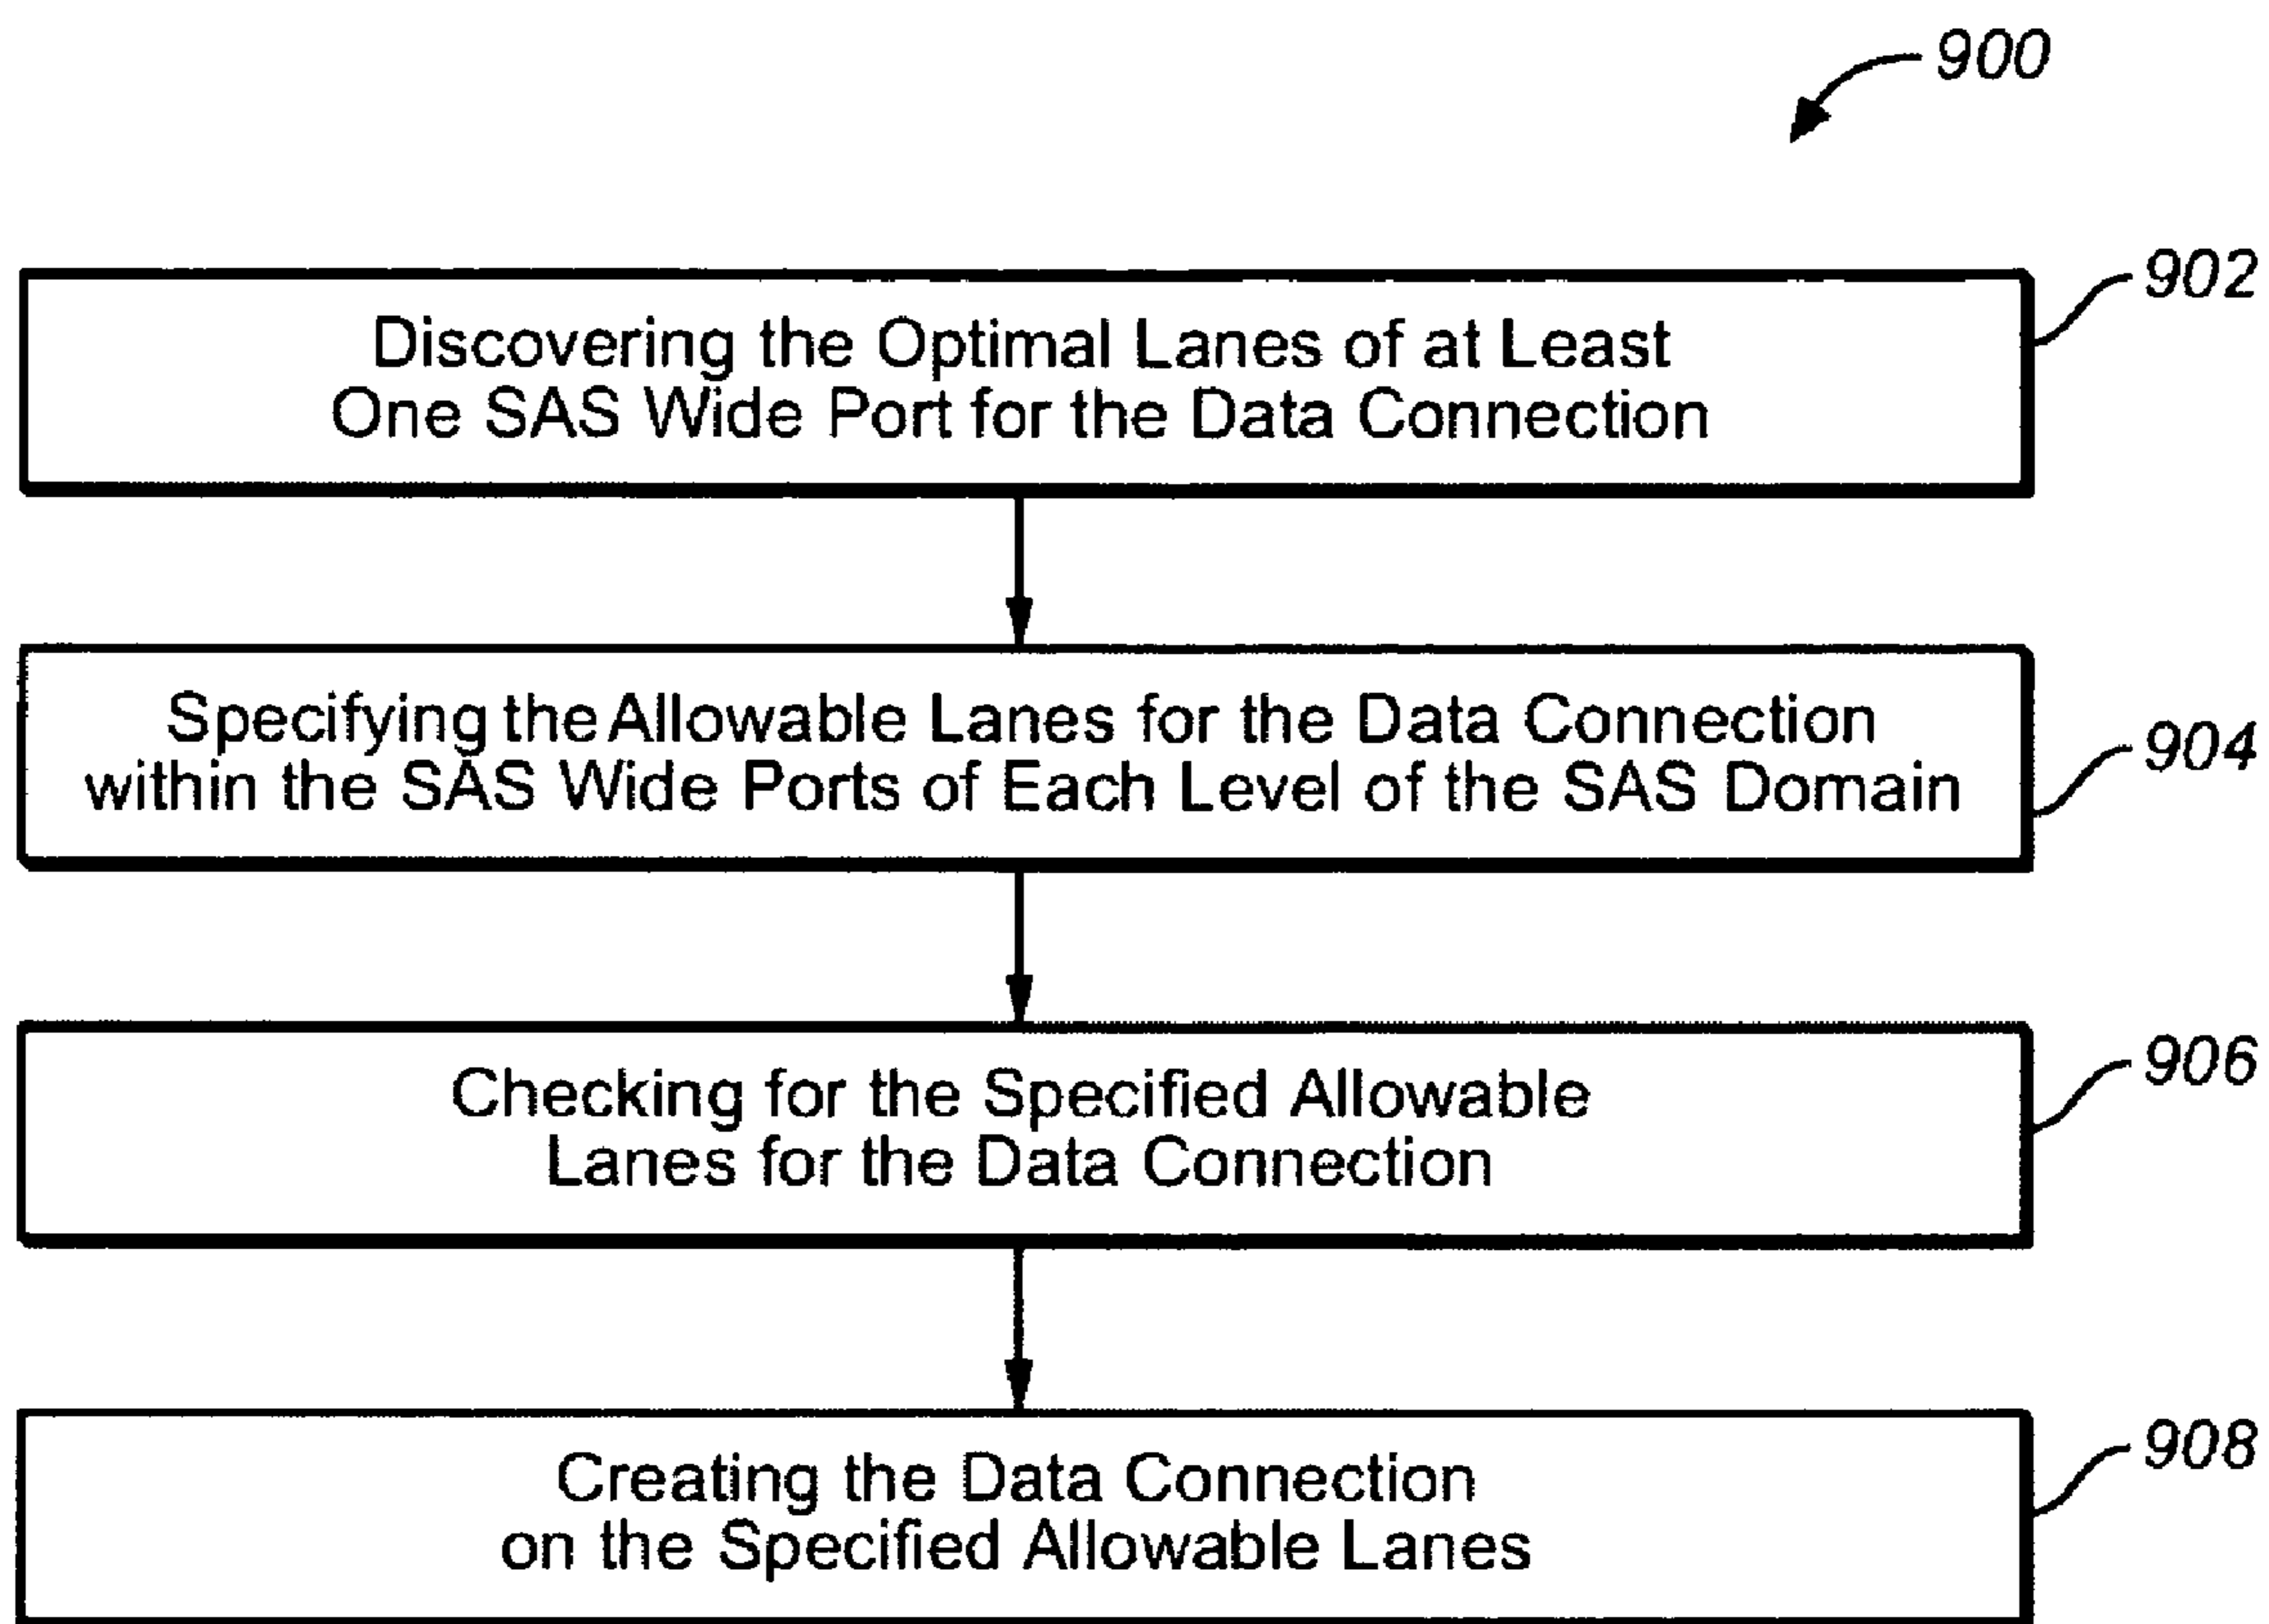 900
902
Discovering the Optimal Lanes of at Least
One SAS Wide Port for the Data Connection
904
Specifying the Allowable Lanes for the Data Connection
within the SAS Wide Ports of Each Level of the SAS Domain
906
Checking for the Specified Allowable
Lanes for the Data Connection
908
Creating the Data Connection
on the Specified Allowable Lanes